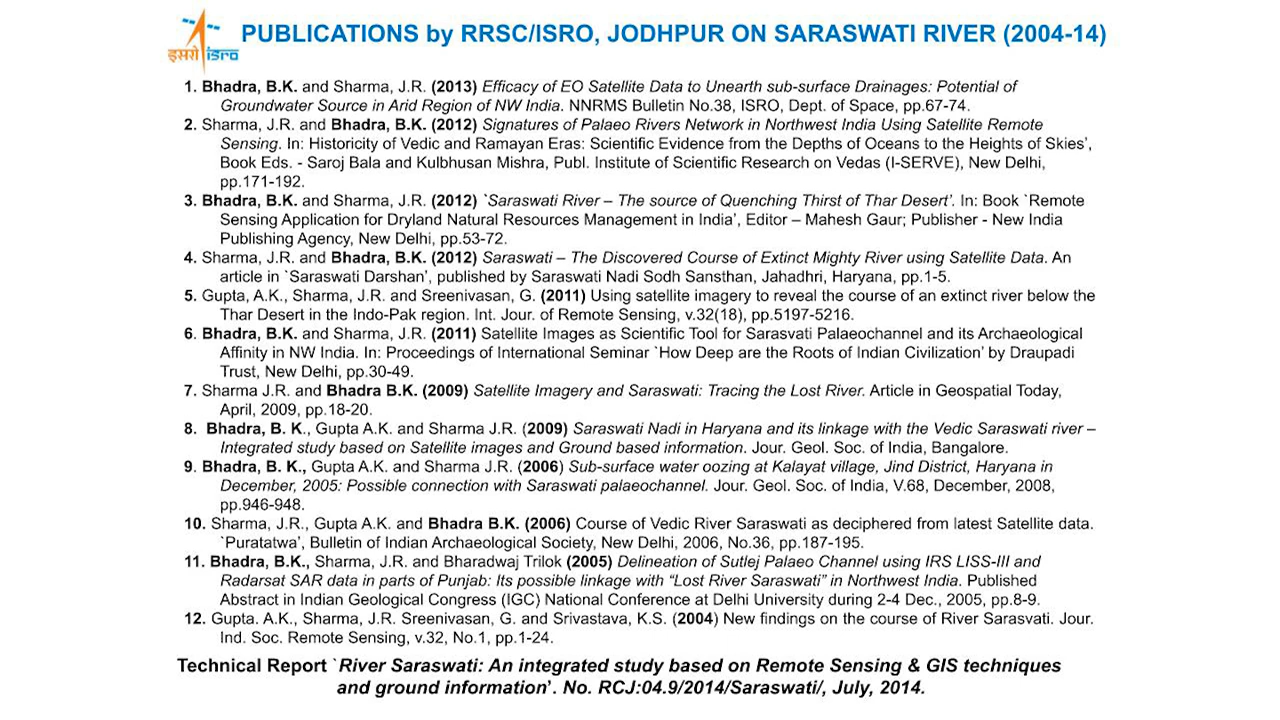 इसरो isro
PUBLICATIONS by RRSC/ISRO, JODHPUR ON SARASWATI RIVER (2004-14)
1. Bhadra, B.K. and Sharma, J.R. (2013) Efficacy of EO Satellite Data to Unearth sub-surface Drainages: Potential of
Groundwater Source in Arid Region of NW India. NNRMS Bulletin No.38, ISRO, Dept. of Space, pp.67-74.
2. Sharma, J.R. and Bhadra, B.K. (2012) Signatures of Palaeo Rivers Network in Northwest India Using Satellite Remote
Sensing. In: Historicity of Vedic and Ramayan Eras: Scientific Evidence from the Depths of Oceans to the Heights of Skies’,
Book Eds. - Saroj Bala and Kulbhusan Mishra, Publ. Institute of Scientific Research on Vedas (I-SERVE), New Delhi,
pp.171-192.
3. Bhadra, B.K. and Sharma, J.R. (2012) `Saraswati River – The source of Quenching Thirst of Thar Desert’. In: Book `Remote
Sensing Application for Dryland Natural Resources Management in India’, Editor – Mahesh Gaur; Publisher - New India
Publishing Agency, New Delhi, pp.53-72.
4. Sharma, J.R. and Bhadra, B.K. (2012) Saraswati – The Discovered Course of Extinct Mighty River using Satellite Data. An
article in `Saraswati Darshan’, published by Saraswati Nadi Sodh Sansthan, Jahadhri, Haryana, pp.1-5.
5. Gupta, A.K., Sharma, J.R. and Sreenivasan, G. (2011) Using satellite imagery to reveal the course of an extinct river below the
Thar Desert in the Indo-Pak region. Int. Jour. of Remote Sensing, v.32(18), pp.5197-5216.
6. Bhadra, B.K. and Sharma, J.R. (2011) Satellite Images as Scientific Tool for Sarasvati Palaeochannel and its Archaeological
Affinity in NW India. In: Proceedings of International Seminar `How Deep are the Roots of Indian Civilization’ by Draupadi
Trust, New Delhi, pp.30-49.
7. Sharma J.R. and Bhadra B.K. (2009) Satellite Imagery and Saraswati: Tracing the Lost River. Article in Geospatial Today,
April, 2009, pp.18-20.
8. Bhadra, B. K., Gupta A.K. and Sharma J.R. (2009) Saraswati Nadi in Haryana and its linkage with the Vedic Saraswati river –
Integrated study based on Satellite images and Ground based information. Jour. Geol. Soc. of India, Bangalore.
9. Bhadra, B. K., Gupta A.K. and Sharma J.R. (2006) Sub-surface water oozing at Kalayat village, Jind District, Haryana in
December, 2005: Possible connection with Saraswati palaeochannel. Jour. Geol. Soc. of India, V.68, December, 2008,
pp.946-948.
10. Sharma, J.R., Gupta A.K. and Bhadra B.K. (2006) Course of Vedic River Saraswati as deciphered from latest Satellite data.
`Puratatwa’, Bulletin of Indian Archaeological Society, New Delhi, 2006, No.36, pp.187-195.
11. Bhadra, B.K., Sharma, J.R. and Bharadwaj Trilok (2005) Delineation of Sutlej Palaeo Channel using IRS LISS-III and
Radarsat SAR data in parts of Punjab: Its possible linkage with “Lost River Saraswati” in Northwest India. Published
Abstract in Indian Geological Congress (IGC) National Conference at Delhi University during 2-4 Dec., 2005, pp.8-9.
12. Gupta. A.K., Sharma, J.R. Sreenivasan, G. and Srivastava, K.S. (2004) New findings on the course of River Sarasvati. Jour.
Ind. Soc. Remote Sensing, v.32, No.1, pp.1-24.
Technical Report `River Saraswati: An integrated study based on Remote Sensing & GIS techniques
and ground information’. No. RCJ:04.9/2014/Saraswati/, July, 2014.